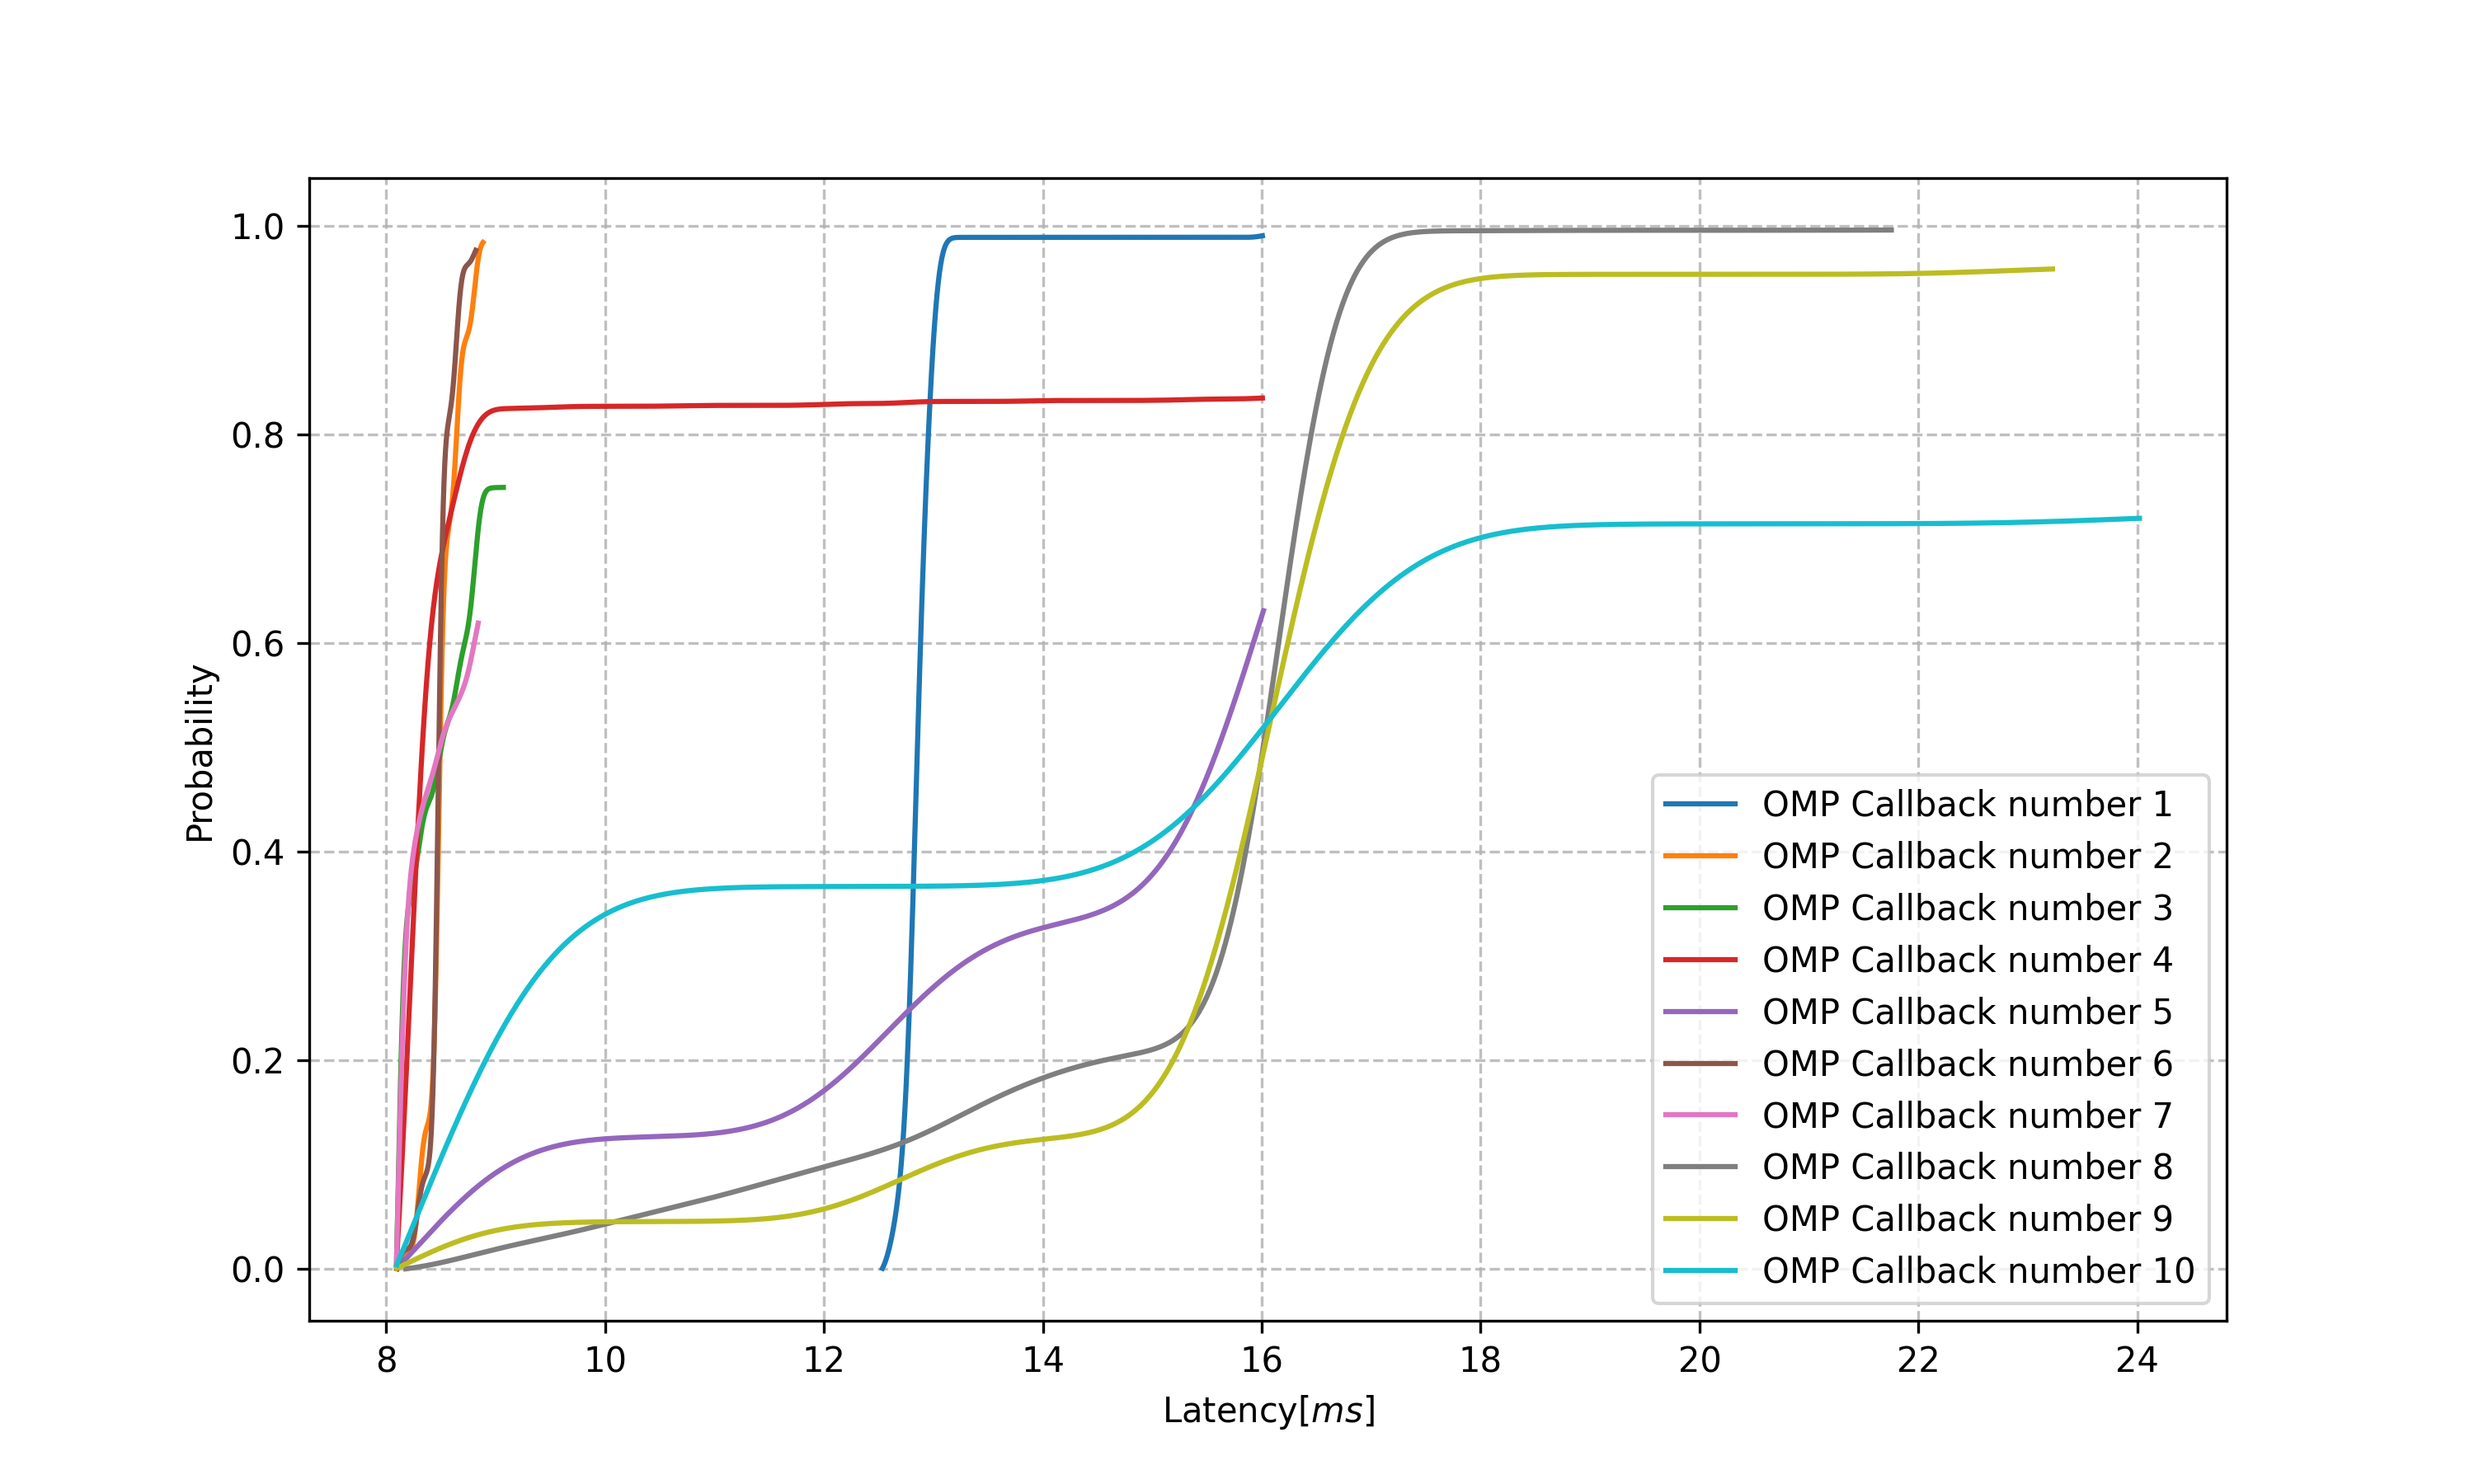 1.0
0.8
0.6
0.4
0.2
0.0
Probability
8 10 12 14 16 18 20 22 24
Latency[ms]
OMP Callback number 1
OMP Callback number 2
OMP Callback number 3
OMP Callback number 4
OMP Callback number 5
OMP Callback number 6
OMP Callback number 7
OMP Callback number 8
OMP Callback number 9
OMP Callback number 10